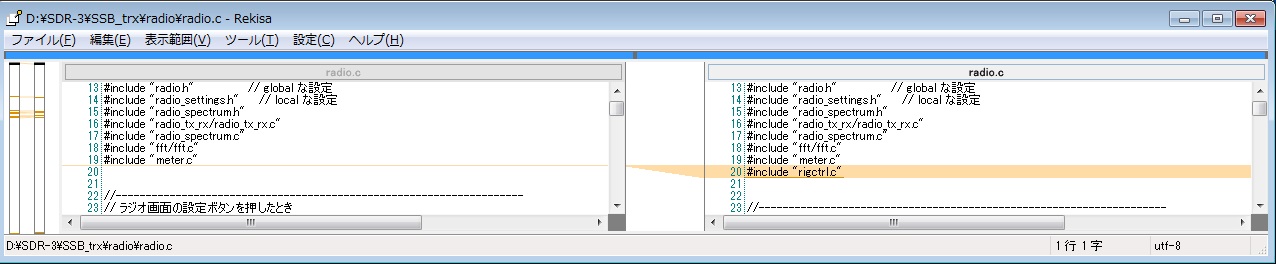 D:¥SDR-3¥SSB_trx¥radio¥radio.c - Rekisa
ファイル(F) 編集(E) 表示範囲(V) ツール(T) 設定(C) ヘルプ(H)
radio.c
13 #include "radio.h" // global な設定
14 #include "radio_settings.h" // local な設定
15 #include "radio_spectrum.h"
16 #include "radio_tx_rx/radio_tx_rx.c"
17 #include "radio_spectrum.c"
18 #include "fft/fft.c"
19 #include "meter.c"
20
21
22 //--------------------------------------------------------------------
23 // ラジオ画面の設定ボタンを押したとき
radio.c
13 #include "radio.h" // global な設定
14 #include "radio_settings.h" // local な設定
15 #include "radio_spectrum.h"
16 #include "radio_tx_rx/radio_tx_rx.c"
17 #include "radio_spectrum.c"
18 #include "fft/fft.c"
19 #include "meter.c"
20 #include "rigctrl.c"
21
22
23 //--------------------------------------------------------------------
D:¥SDR-3¥SSB_trx¥radio¥radio.c 1 行 1 字 utf-8